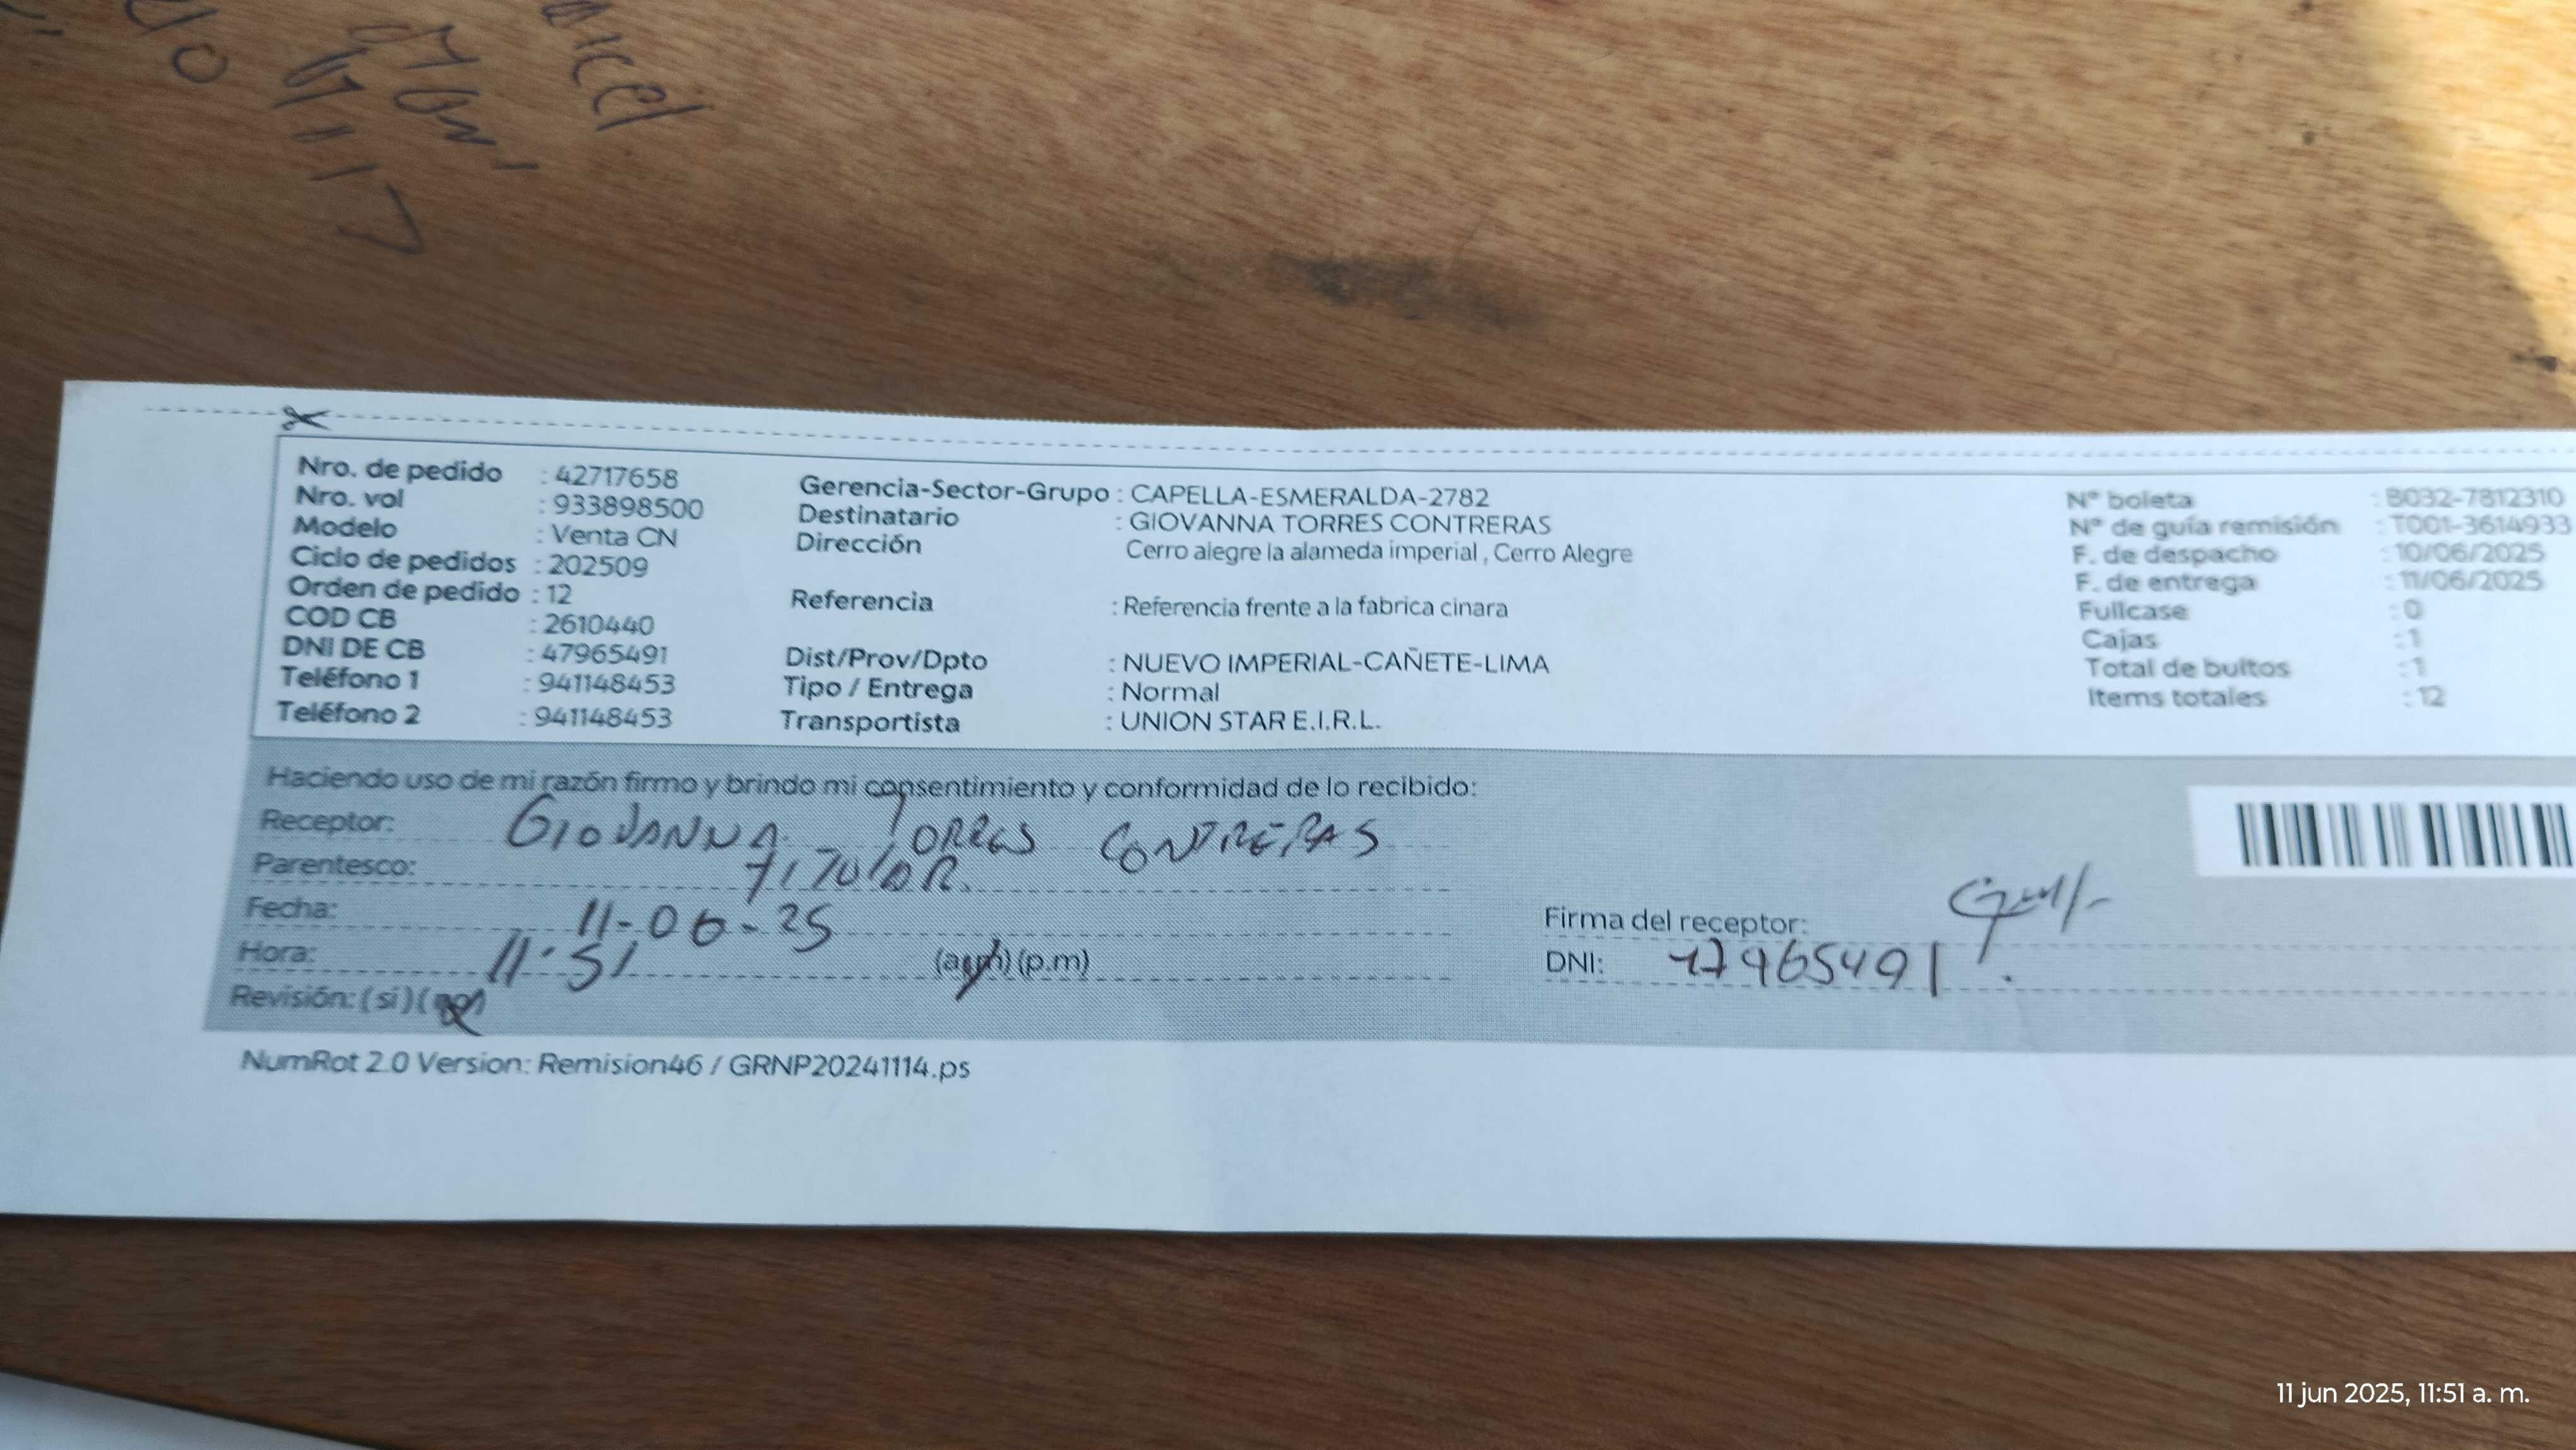 Nro. de pedido : 42717658
Nro. vol : 933898500
Modelo : Venta CN
Ciclo de pedidos : 202509
Orden de pedido : 12
COD CB : 2610440
DNI DE CB : 47965491
Teléfono 1 : 941148453
Teléfono 2 : 941148453
Gerencia-Sector-Grupo : CAPELLA-ESMERALDA-2782
Destinatario : GIOVANNA TORRES CONTRERAS
Dirección Cerro alegre la alameda imperial , Cerro Alegre
Referencia : Referencia frente a la fabrica cinara
Dist/Prov/Dpto : NUEVO IMPERIAL-CAÑETE-LIMA
Tipo / Entrega : Normal
Transportista : UNION STAR E.I.R.L.
N° boleta : B032-7812310
N° de guía remisión : T001-3614933
F. de despacho : 10/06/2025
F. de entrega : 11/06/2025
Fullcase : 0
Cajas : 1
Total de bultos : 1
Items totales : 12
Haciendo uso de mi razón firmo y brindo mi consentimiento y conformidad de lo recibido:
Receptor: GIOVANNA TORRES CONTRERAS
Parentesco: TITULAR
Fecha: 11-06-25
Hora: 11:51 (a.m) (p.m)
Revisión: (si) (no)
Firma del receptor:
DNI: 47965491
NumRot 2.0 Version: Remision46 / GRNP20241114.ps
11 jun 2025, 11:51 a. m.